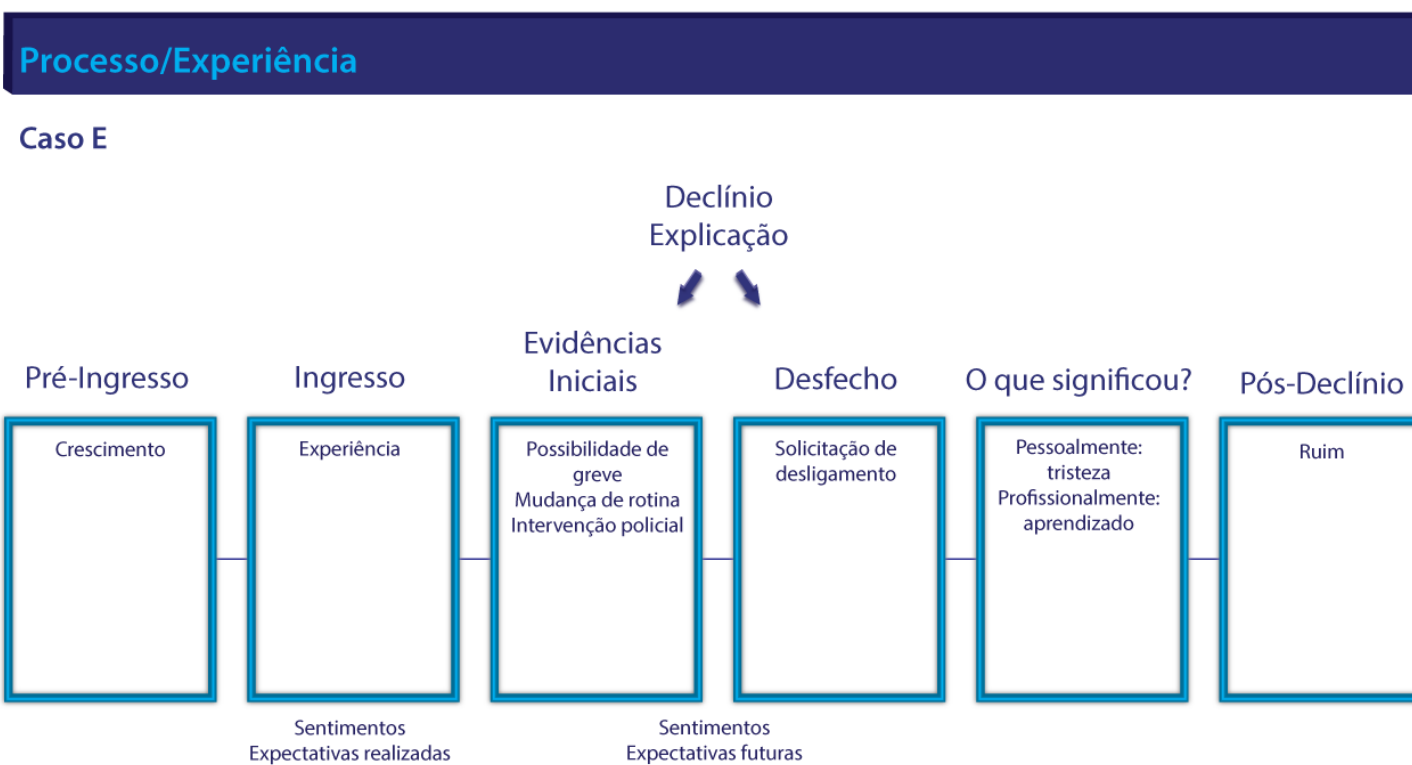 Processo/Experiência
Caso E
Declínio
Explicação
Pré-Ingresso
Ingresso
Evidências
Iniciais
Desfecho
O que significou?
Pós-Declínio
Crescimento
Experiência
Possibilidade de
greve
Mudança de rotina
Intervenção policial
Solicitação de
desligamento
Pessoalmente:
tristeza
Profissionalmente:
aprendizado
Ruim
Sentimentos
Expectativas realizadas
Sentimentos
Expectativas futuras